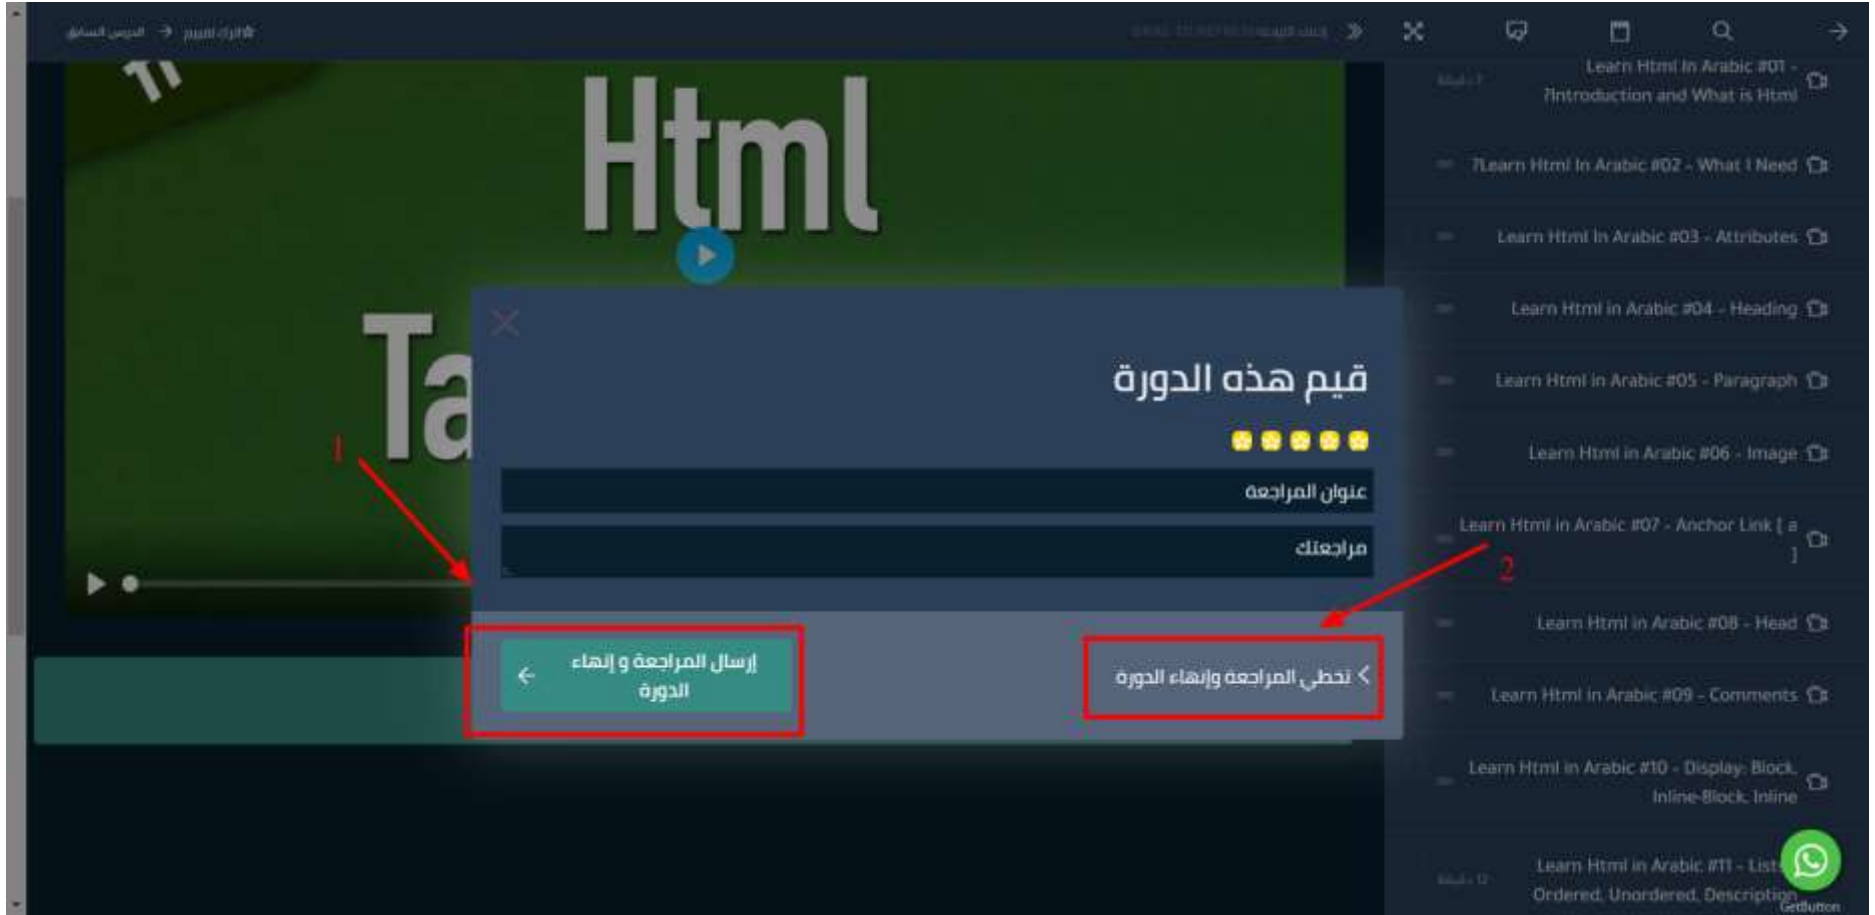 الدرس السابق
Learn Html In Arabic #01 -
Introduction and What is Html?
Learn Html In Arabic #02 - What I Need?
Learn Html In Arabic #03 - Attributes
Learn Html in Arabic #04 - Heading
Learn Html in Arabic #05 - Paragraph
Learn Html in Arabic #06 - Image
Learn Html in Arabic #07 - Anchor Link [ a
]
Learn Html in Arabic #08 - Head
Learn Html in Arabic #09 - Comments
Learn Html in Arabic #10 - Display: Block,
Inline-Block, Inline
Learn Html in Arabic #11 -
Ordered, Unordered, Description
12 دقيقة
Html
Ta
قيم هذه الدورة
عنوان المراجعة
مراجعتك
تخطي المراجعة وإنهاء الدورة
إرسال المراجعة و إنهاء
الدورة
1
2
GetButton